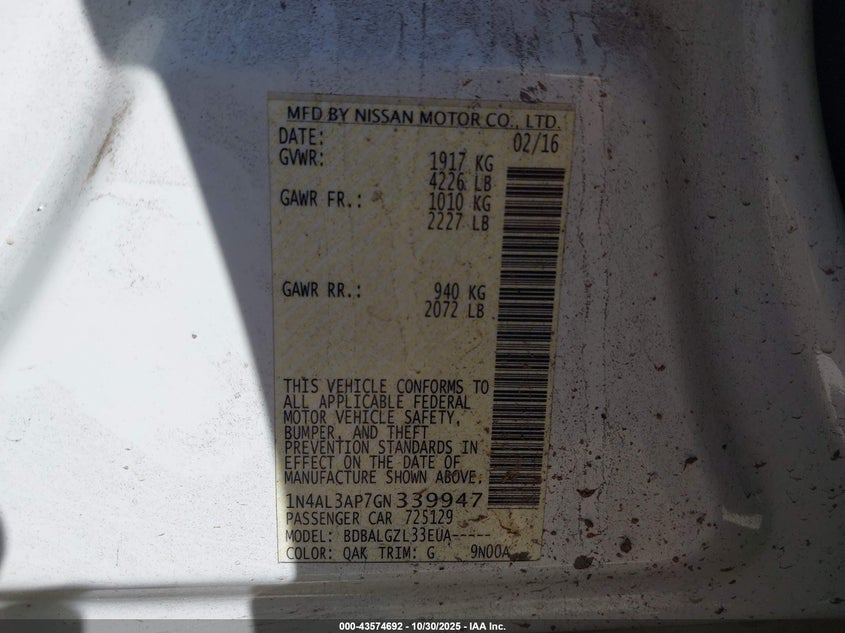 MFD BY NISSAN MOTOR CO., LTD.
DATE: 02/16
GVWR: 1917 KG
4226 LB
GAWR FR.: 1010 KG
2227 LB
GAWR RR.: 940 KG
2072 LB
THIS VEHICLE CONFORMS TO
ALL APPLICABLE FEDERAL
MOTOR VEHICLE SAFETY,
BUMPER, AND THEFT
PREVENTION STANDARDS IN
EFFECT ON THE DATE OF
MANUFACTURE SHOWN ABOVE.
1N4AL3AP7GN339947
PASSENGER CAR 725129
MODEL: BDBALGZL33EUA-----
COLOR: QAK TRIM: G 9N00A
000-43574692 - 10/30/2025 - IAA Inc.